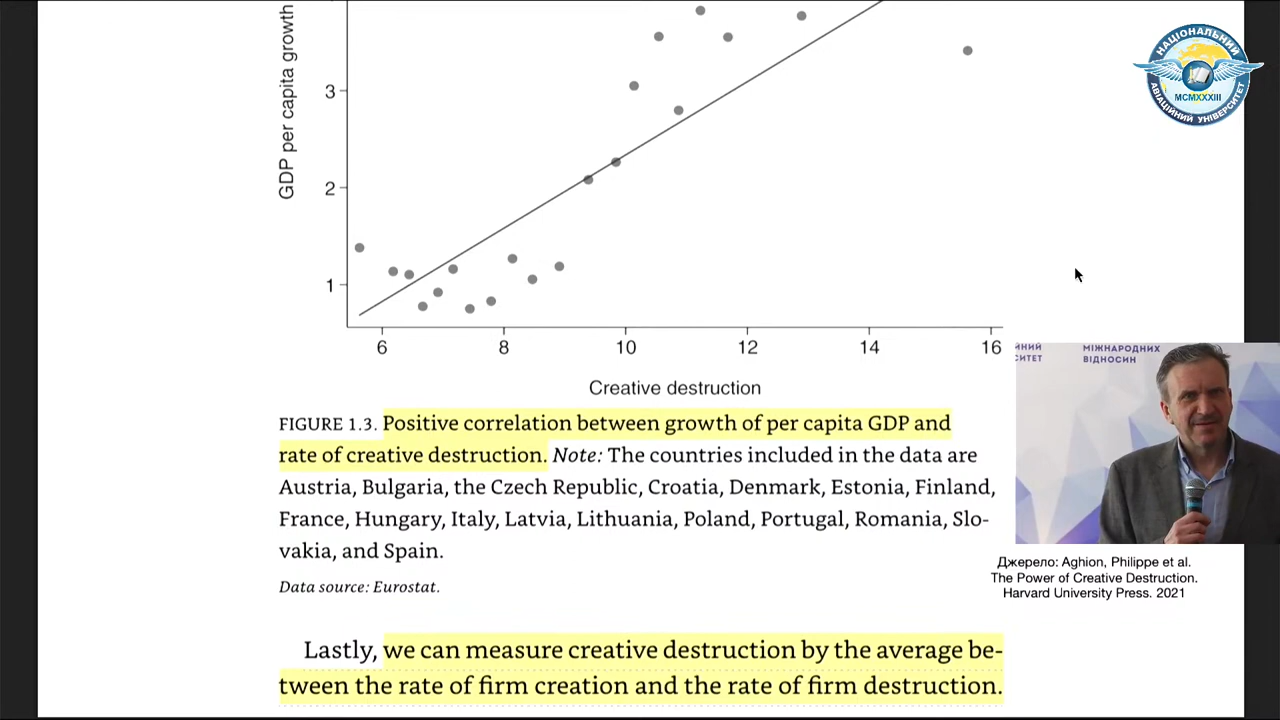 GDP per capita growth
3
2
1
6 8 10 12 14 16
Creative destruction
FIGURE 1.3. Positive correlation between growth of per capita GDP and
rate of creative destruction. Note: The countries included in the data are
Austria, Bulgaria, the Czech Republic, Croatia, Denmark, Estonia, Finland,
France, Hungary, Italy, Latvia, Lithuania, Poland, Portugal, Romania, Slo-
vakia, and Spain.
Data source: Eurostat.
Lastly, we can measure creative destruction by the average be-
tween the rate of firm creation and the rate of firm destruction.
НАЦІОНАЛЬНИЙ
АВІАЦІЙНИЙ УНІВЕРСИТЕТ
MCMXXXIII
МІЖНАРОДНИХ
ВІДНОСИН
Джерело: Aghion, Philippe et al.
The Power of Creative Destruction.
Harvard University Press. 2021